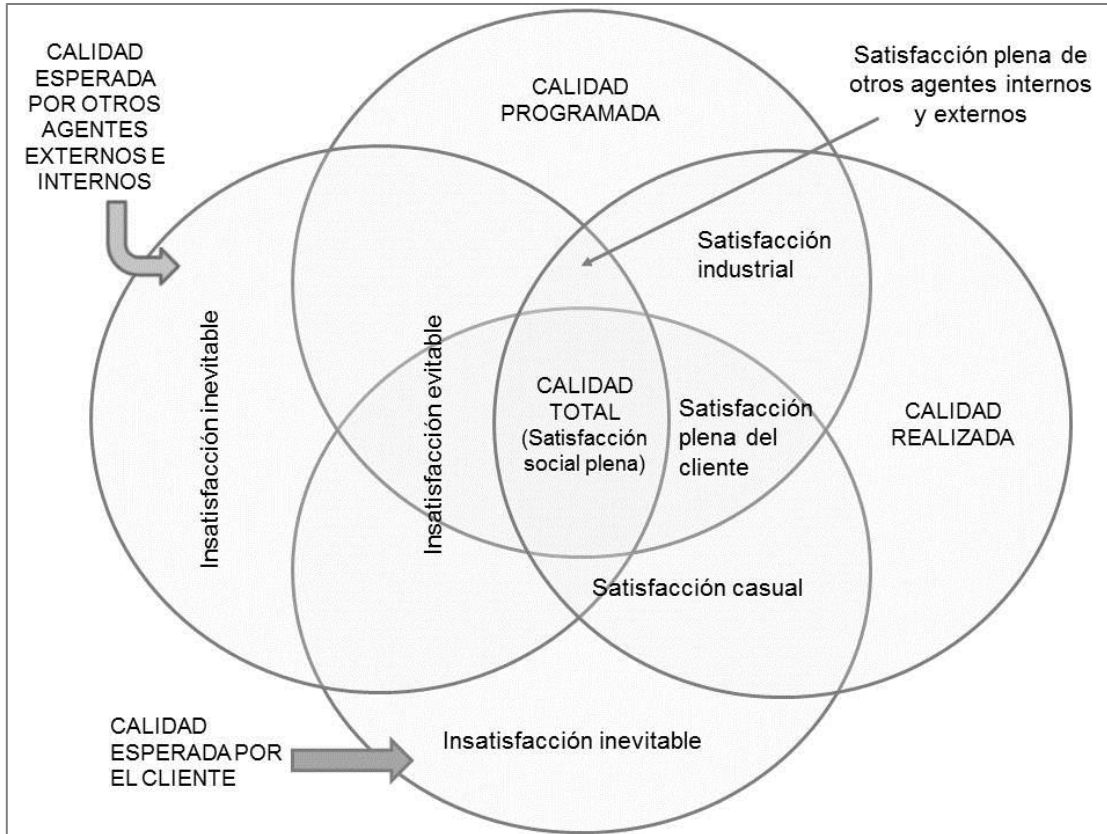 CALIDAD
ESPERADA
POR OTROS
AGENTES
EXTERNOS E
INTERNOS
CALIDAD
PROGRAMADA
Satisfacción plena de
otros agentes internos
y externos
Satisfacción
industrial
Insatisfacción inevitable
Insatisfacción evitable
CALIDAD
TOTAL
(Satisfacción
social plena)
Satisfacción
plena del
cliente
CALIDAD
REALIZADA
Satisfacción casual
CALIDAD
ESPERADA POR
EL CLIENTE
Insatisfacción inevitable